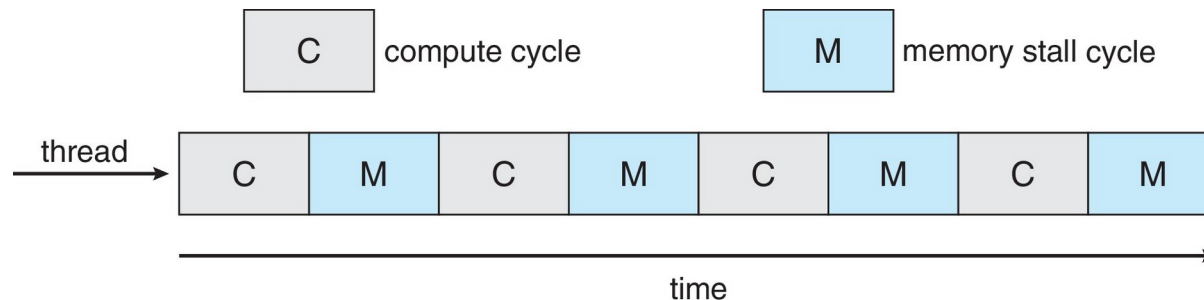 C compute cycle M memory stall cycle
thread
C M C M C M C M
time